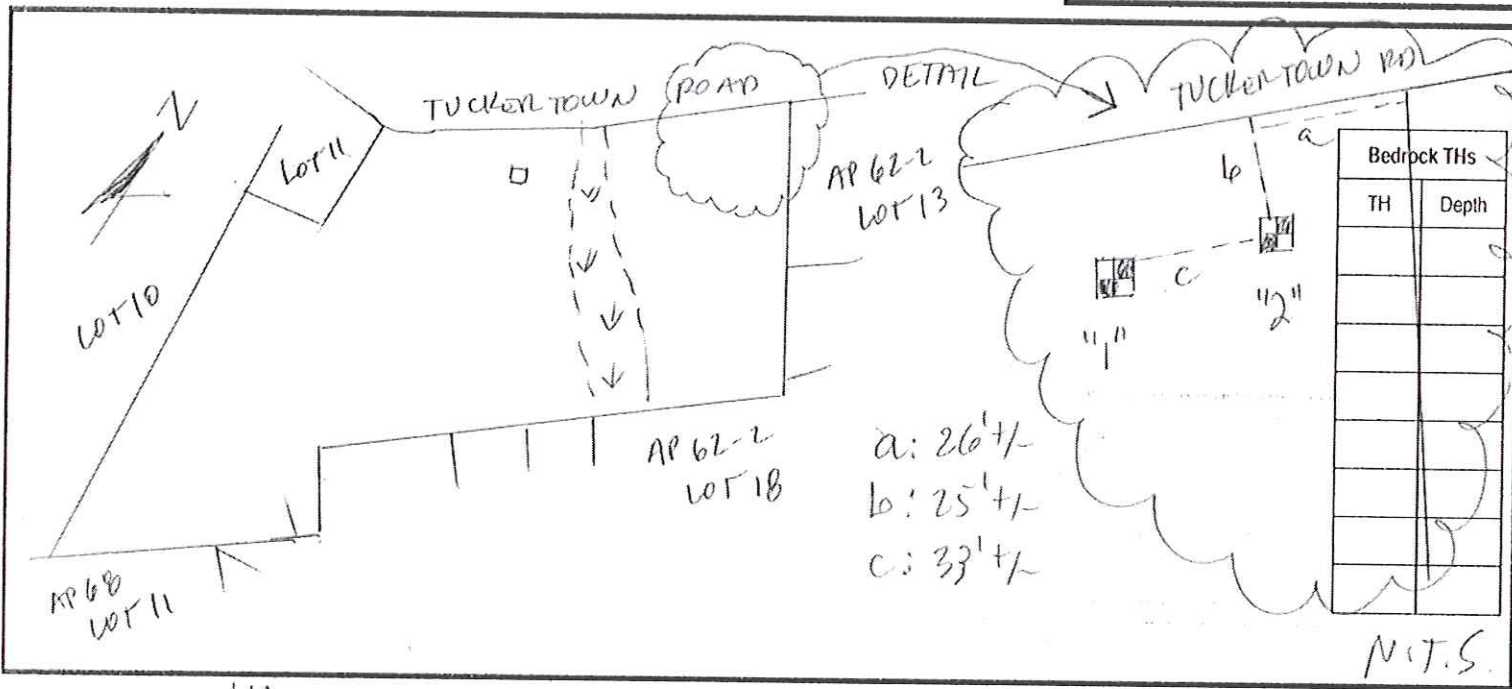 N
LOT 11
LOT 10
TUCKERTOWN ROAD
DETAIL
AP 62-2
LOT 13
AP 62-2
LOT 18
AP 68
LOT 11
TUCKERTOWN RD
a
b
c
"1"
"2"
a: 26'+/-
b: 25'+/-
c: 33'+/-
Bedrock THs
TH Depth
N.T.S.